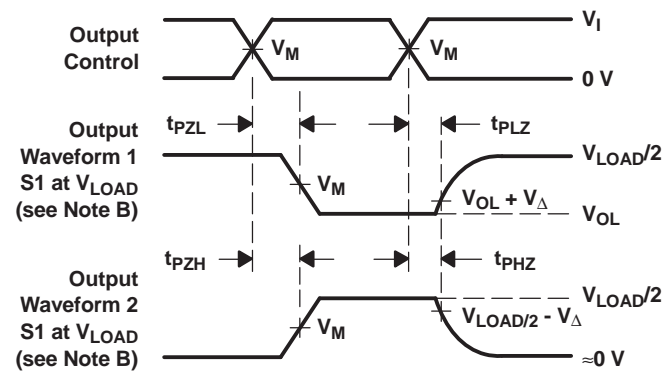 Output
Control
V_M
V_M
V_I
0 V
Output
Waveform 1
S1 at V_LOAD
(see Note B)
t_PZL
t_PLZ
V_M
V_LOAD/2
V_OL + V_Δ
V_OL
Output
Waveform 2
S1 at V_LOAD
(see Note B)
t_PZH
t_PHZ
V_M
V_LOAD/2
V_LOAD/2 - V_Δ
≈0 V